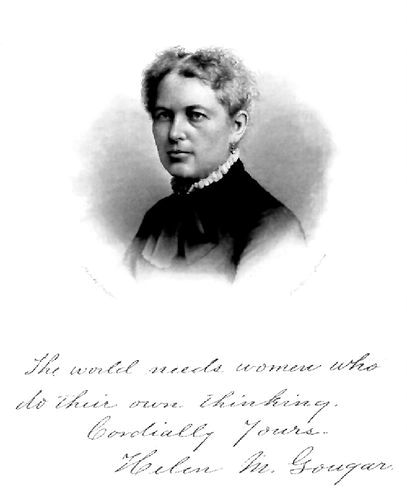 The world needs women who
do their own thinking.
Cordially Yours.
Helen M. Gougar.